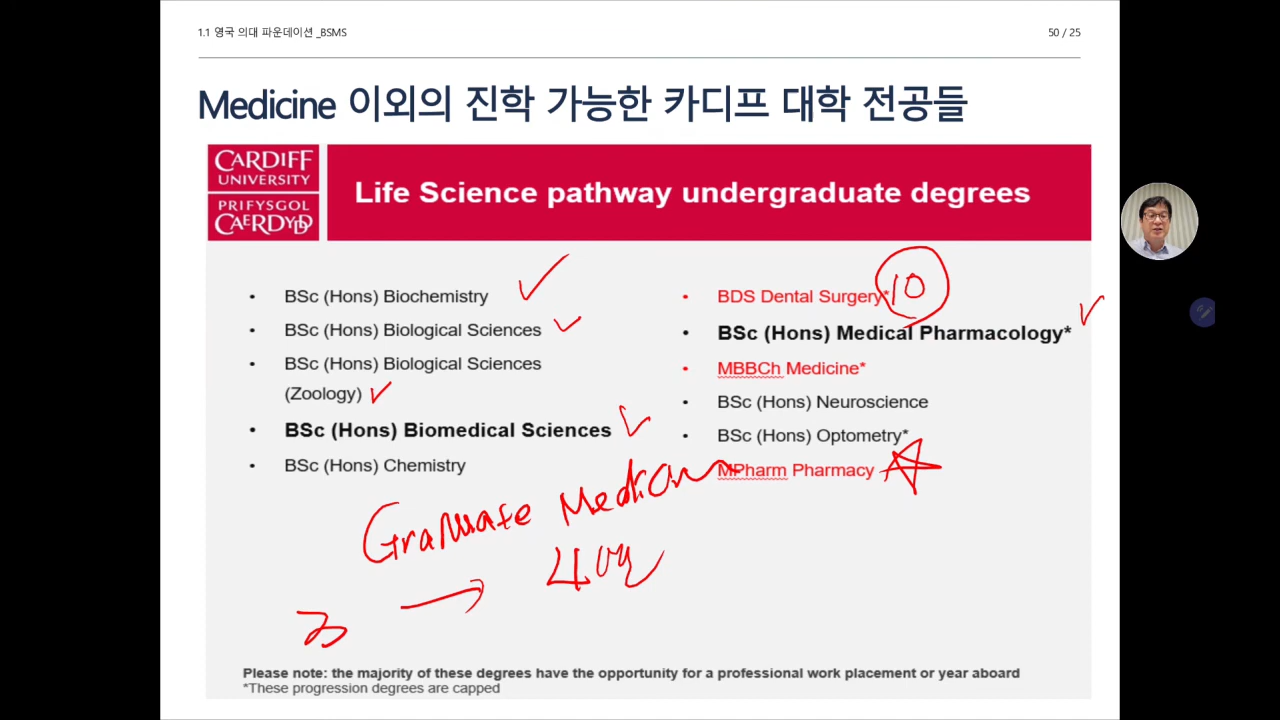 1.1 영국 의대 파운데이션 _BSMS
50 / 25
Medicine 이외의 진학 가능한 카디프 대학 전공들
CARDIFF
UNIVERSITY
PRIFYSGOL
CAERDYDD
Life Science pathway undergraduate degrees
• BSc (Hons) Biochemistry
• BSc (Hons) Biological Sciences
• BSc (Hons) Biological Sciences
(Zoology)
• BSc (Hons) Biomedical Sciences
• BSc (Hons) Chemistry
• BDS Dental Surgery*
10
• BSc (Hons) Medical Pharmacology*
• MBBCh Medicine*
• BSc (Hons) Neuroscience
• BSc (Hons) Optometry*
MPharm Pharmacy
Graduate
3 →
Please note: the majority of these degrees have the opportunity for a professional work placement or year aboard
*These progression degrees are capped